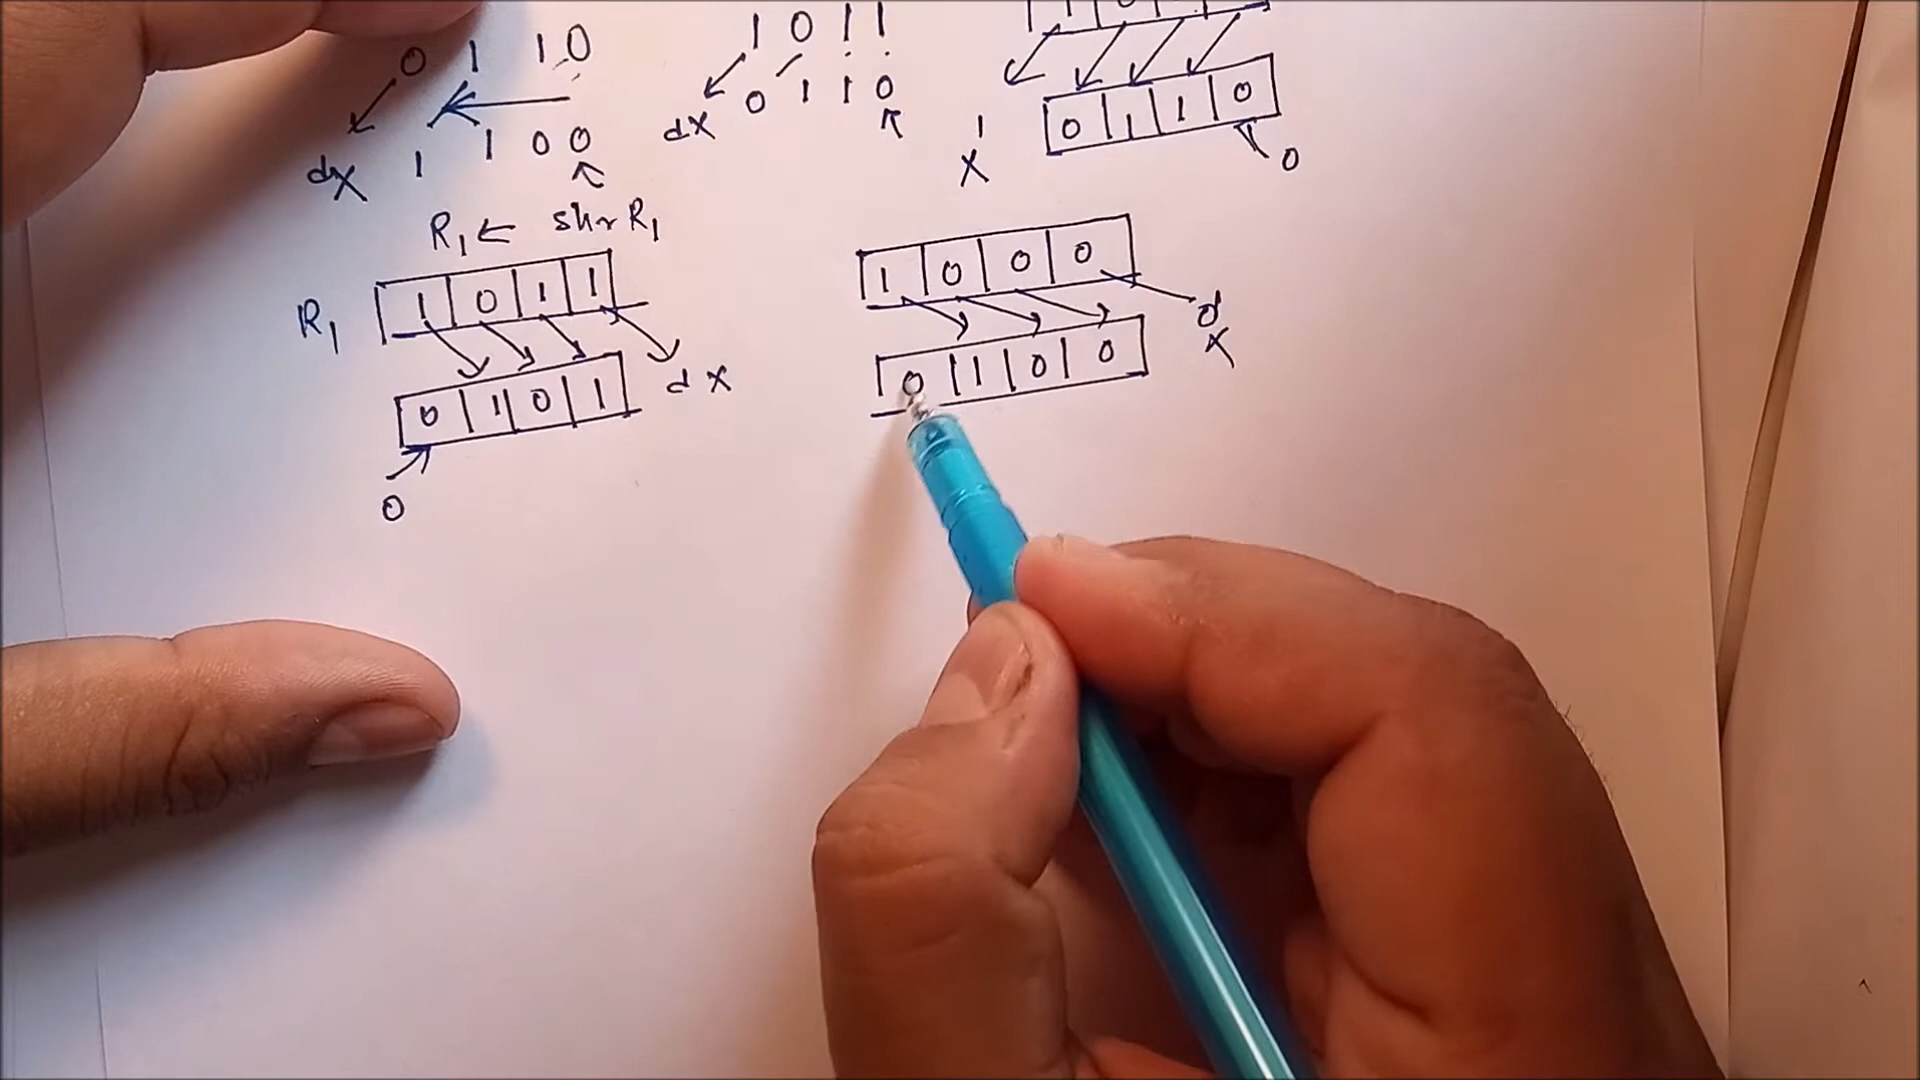 0 1 1 0
1 0 1 1
dX 1 1 0 0
dX 0 1 1 0
1 X
0 1 1 0
0
R1 ← shr R1
R1 1 0 1 1
0 1 0 1 d X
0
1 0 0 0
d X
0 1 0 0